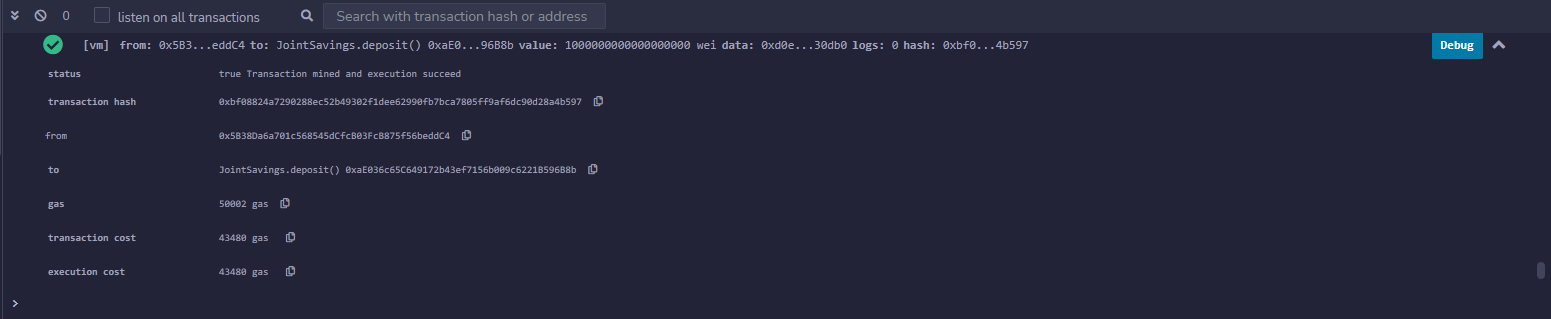 0 listen on all transactions Search with transaction hash or address
[vm] from: 0x5B3...eddC4 to: JointSavings.deposit() 0xaE0...96B8b value: 1000000000000000000 wei data: 0xd0e...30db0 logs: 0 hash: 0xbf0...4b597 Debug
status true Transaction mined and execution succeed
transaction hash 0xbf08824a7290288ec52b49302f1dee62990fb7bca7805ff9af6dc90d28a4b597
from 0x5B38Da6a701c568545dCfcB03FcB875f56beddC4
to JointSavings.deposit() 0xaE036c65C649172b43ef7156b009c6221B596B8b
gas 50002 gas
transaction cost 43480 gas
execution cost 43480 gas
>